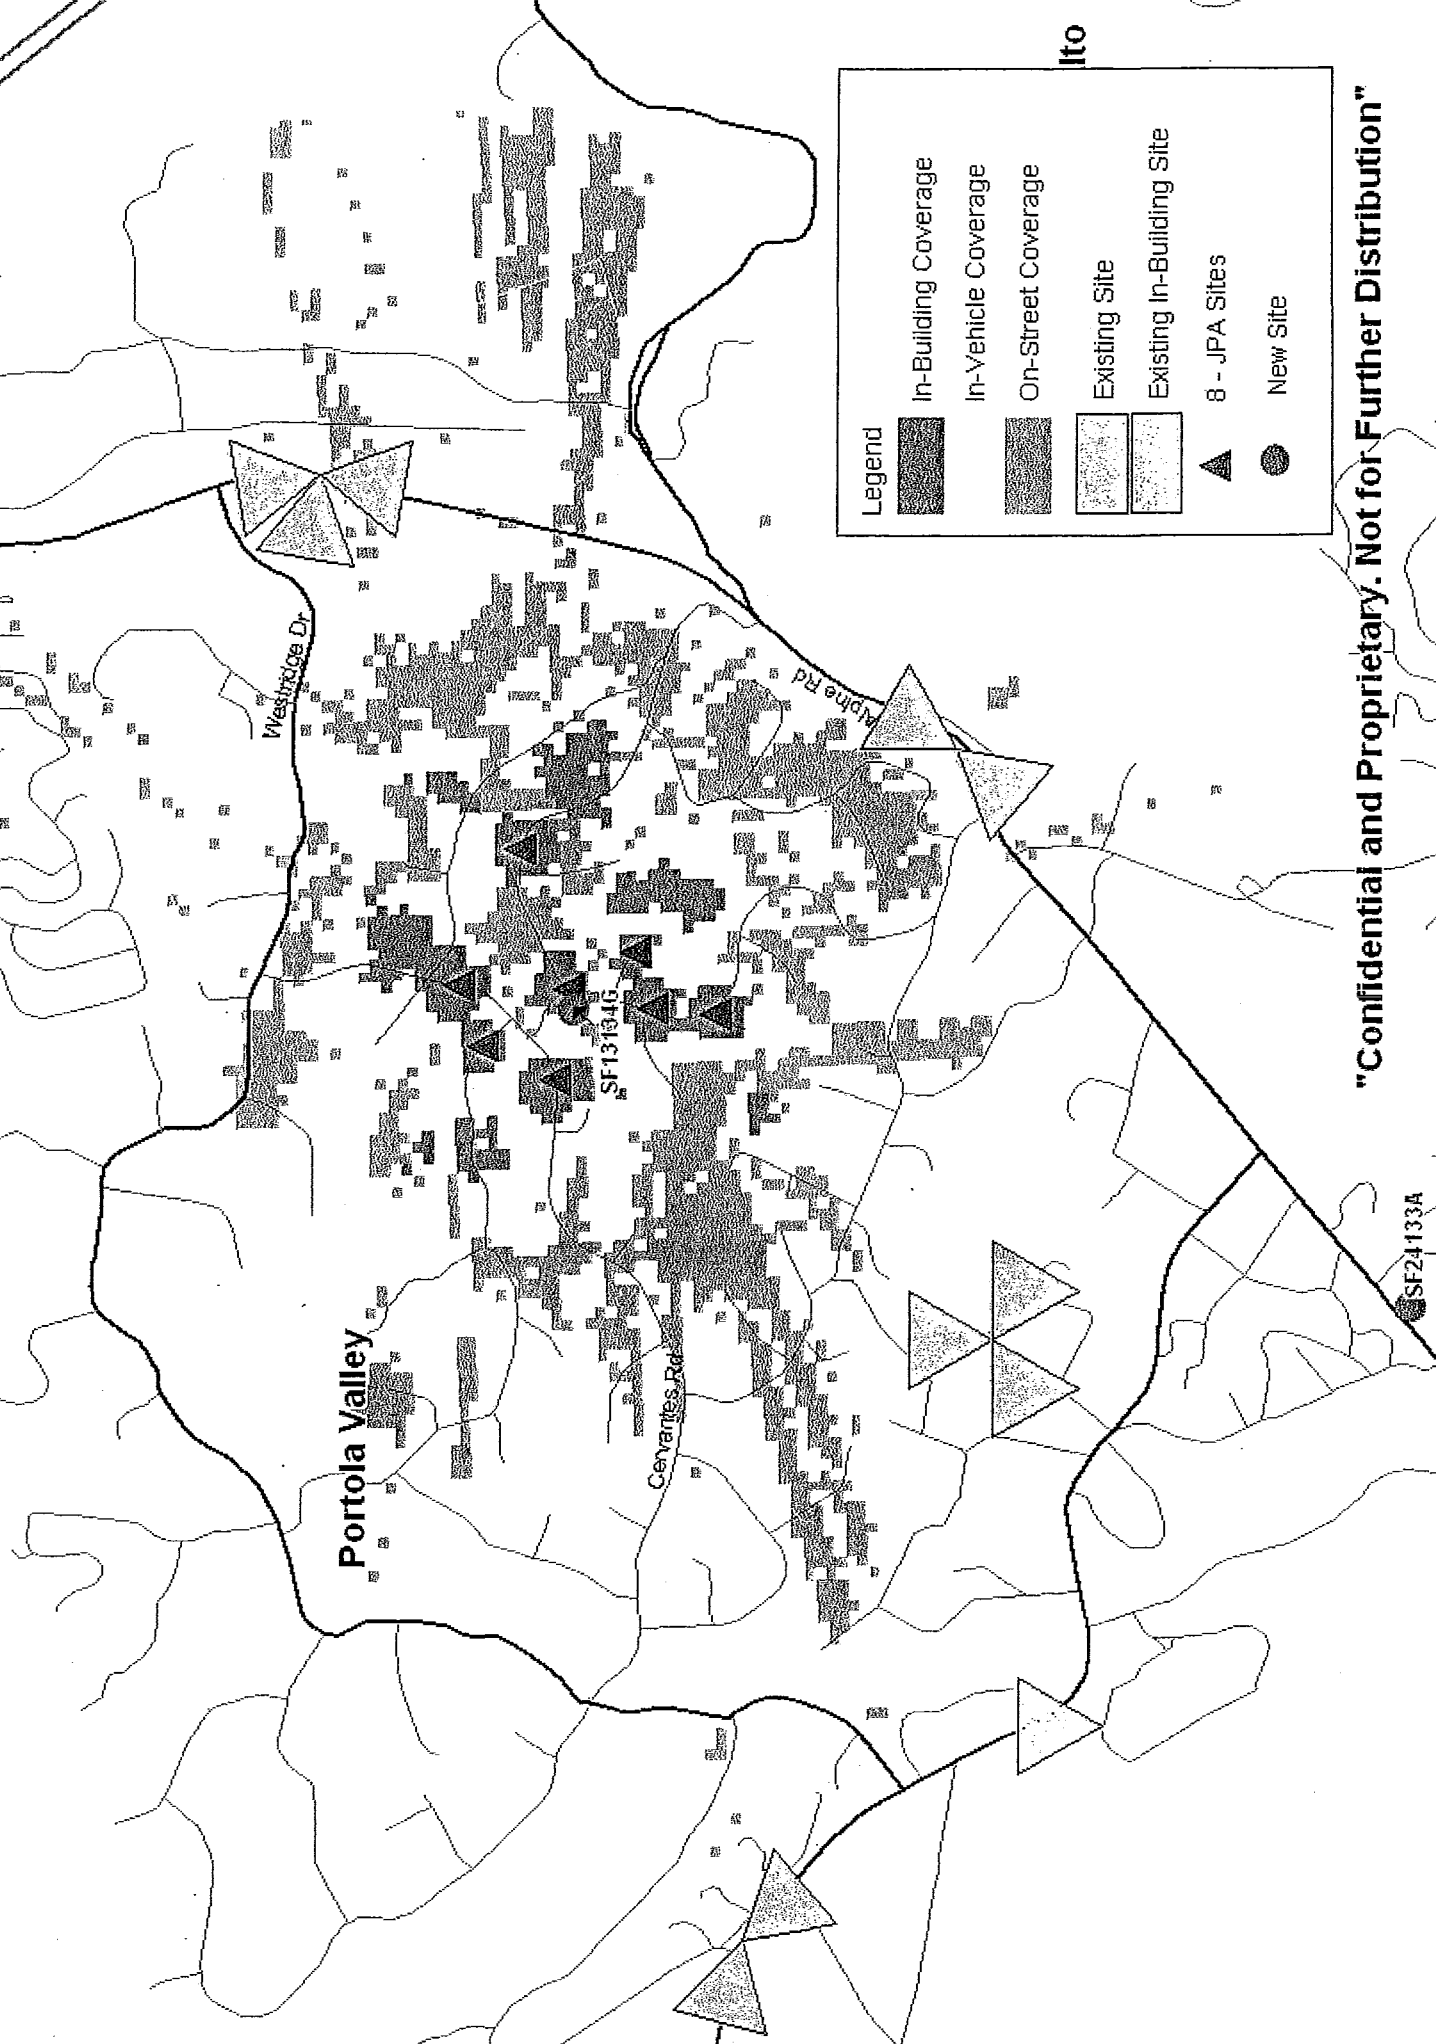 Portola Valley
Westridge Dr
Cervantes Rd
Alpine Rd
SF13134G
SF24133A
lto
Legend
In-Building Coverage
In-Vehicle Coverage
On-Street Coverage
Existing Site
Existing In-Building Site
8 - JPA Sites
New Site
"Confidential and Proprietary. Not for Further Distribution"